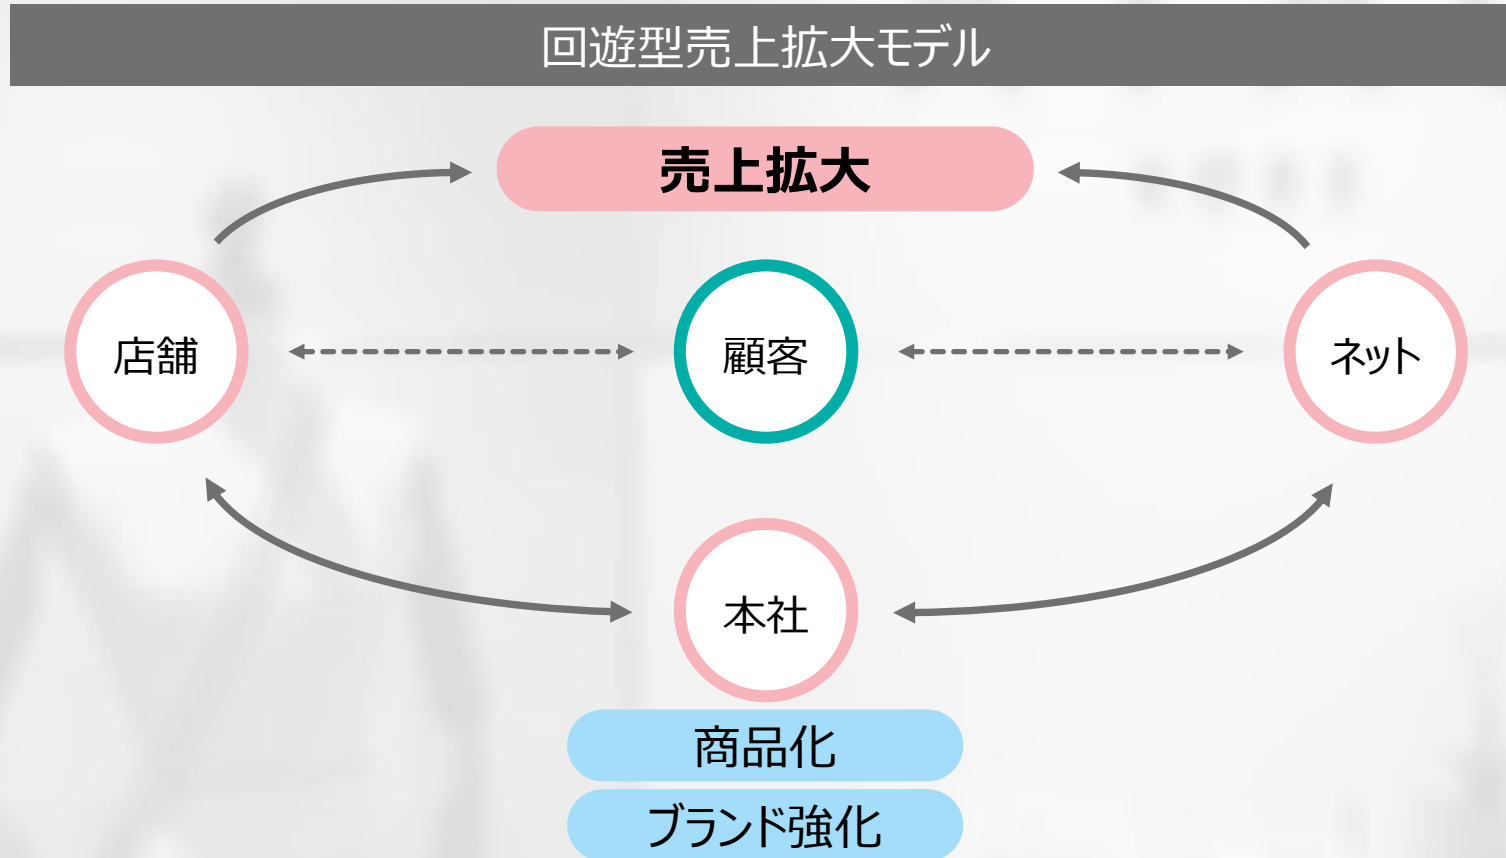 回遊型売上拡大モデル
売上拡大
店舗
顧客
ネット
本社
商品化
ブランド強化